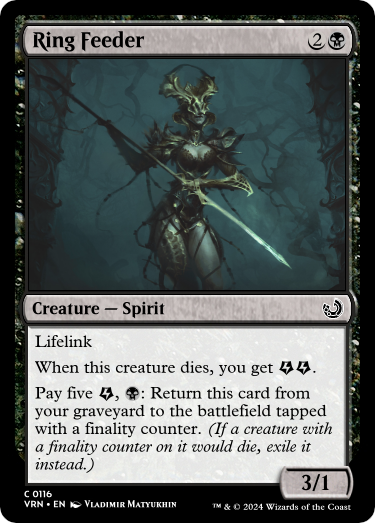 Ring Feeder 2
Creature — Spirit
Lifelink
When this creature dies, you get
Pay five , : Return this card from
your graveyard to the battlefield tapped
with a finality counter. (If a creature with
a finality counter on it would die, exile it
instead.)
3/1
C 0116
VRN • EN Vladimir Matyukhin
™ & © 2024 Wizards of the Coast